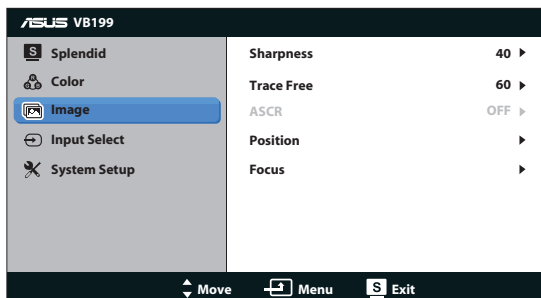 ASUS VB199
S Splendid
Color
Image
Input Select
System Setup
Sharpness 40
Trace Free 60
ASCR OFF
Position
Focus
Move Menu S Exit